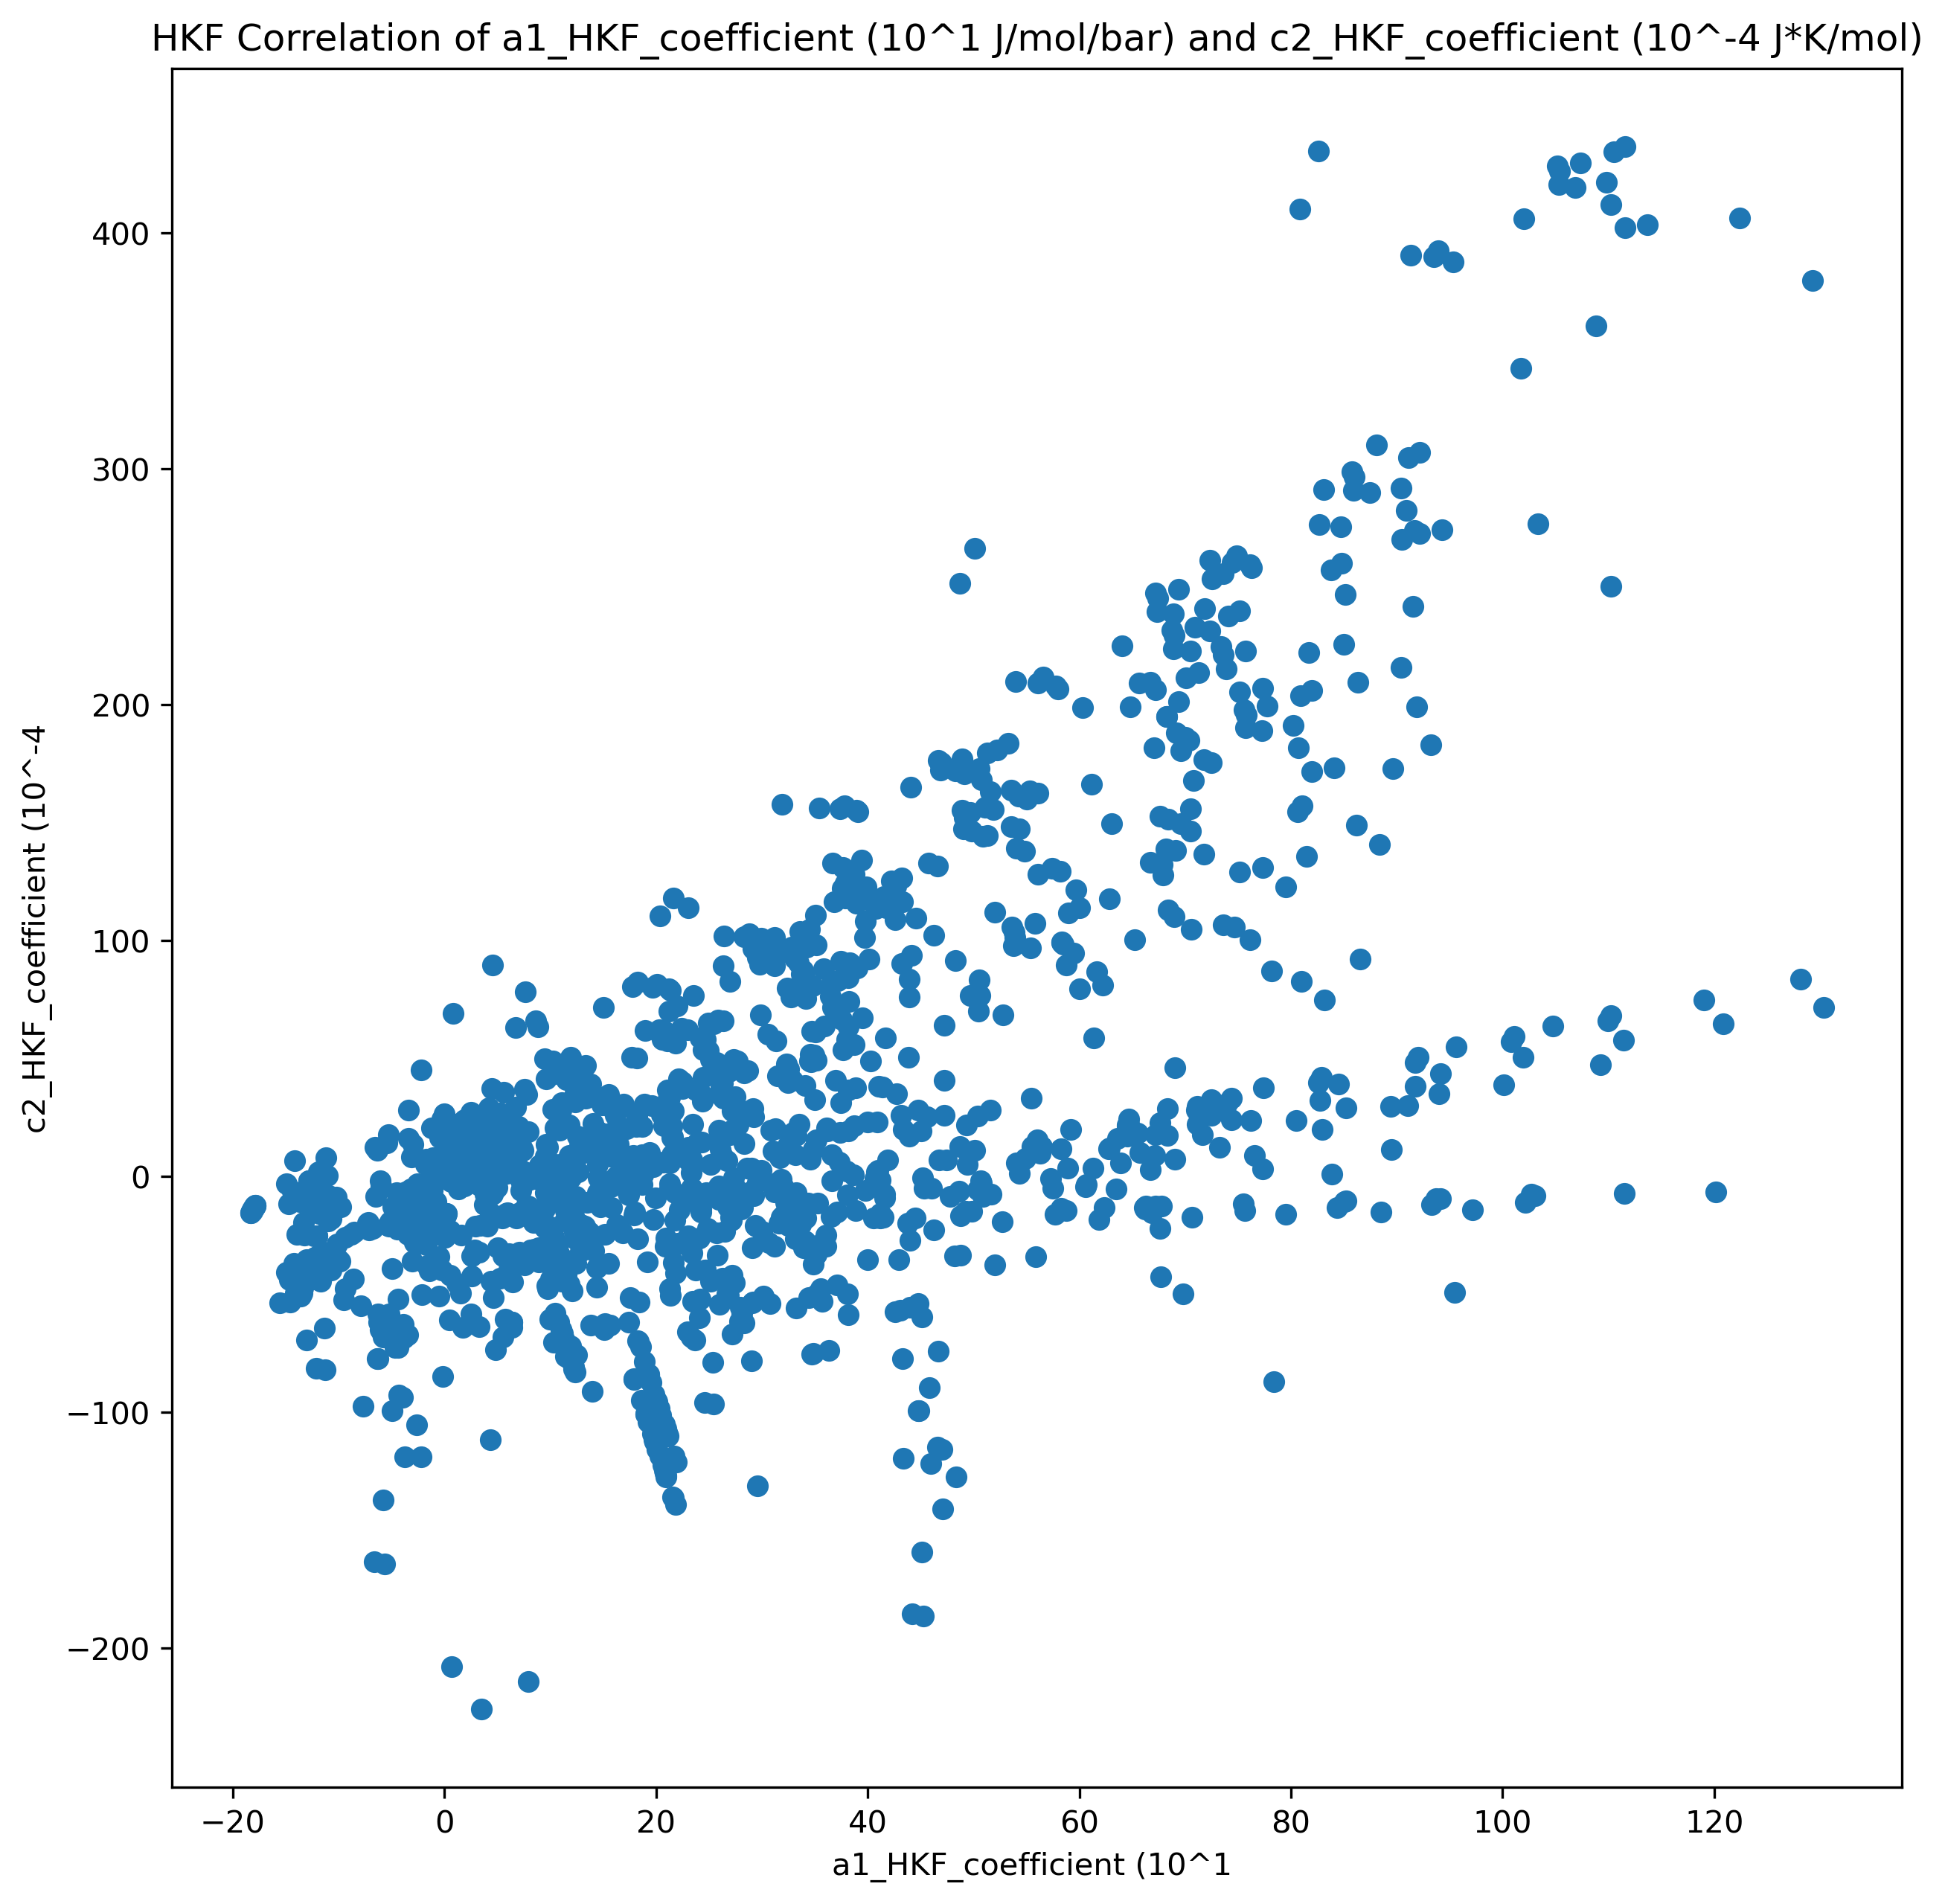 HKF Correlation of a1_HKF_coefficient (10^1 J/mol/bar) and c2_HKF_coefficient (10^-4 J*K/mol)
c2_HKF_coefficient (10^-4
400
300
200
100
0
−100
−200
−20 0 20 40 60 80 100 120
a1_HKF_coefficient (10^1